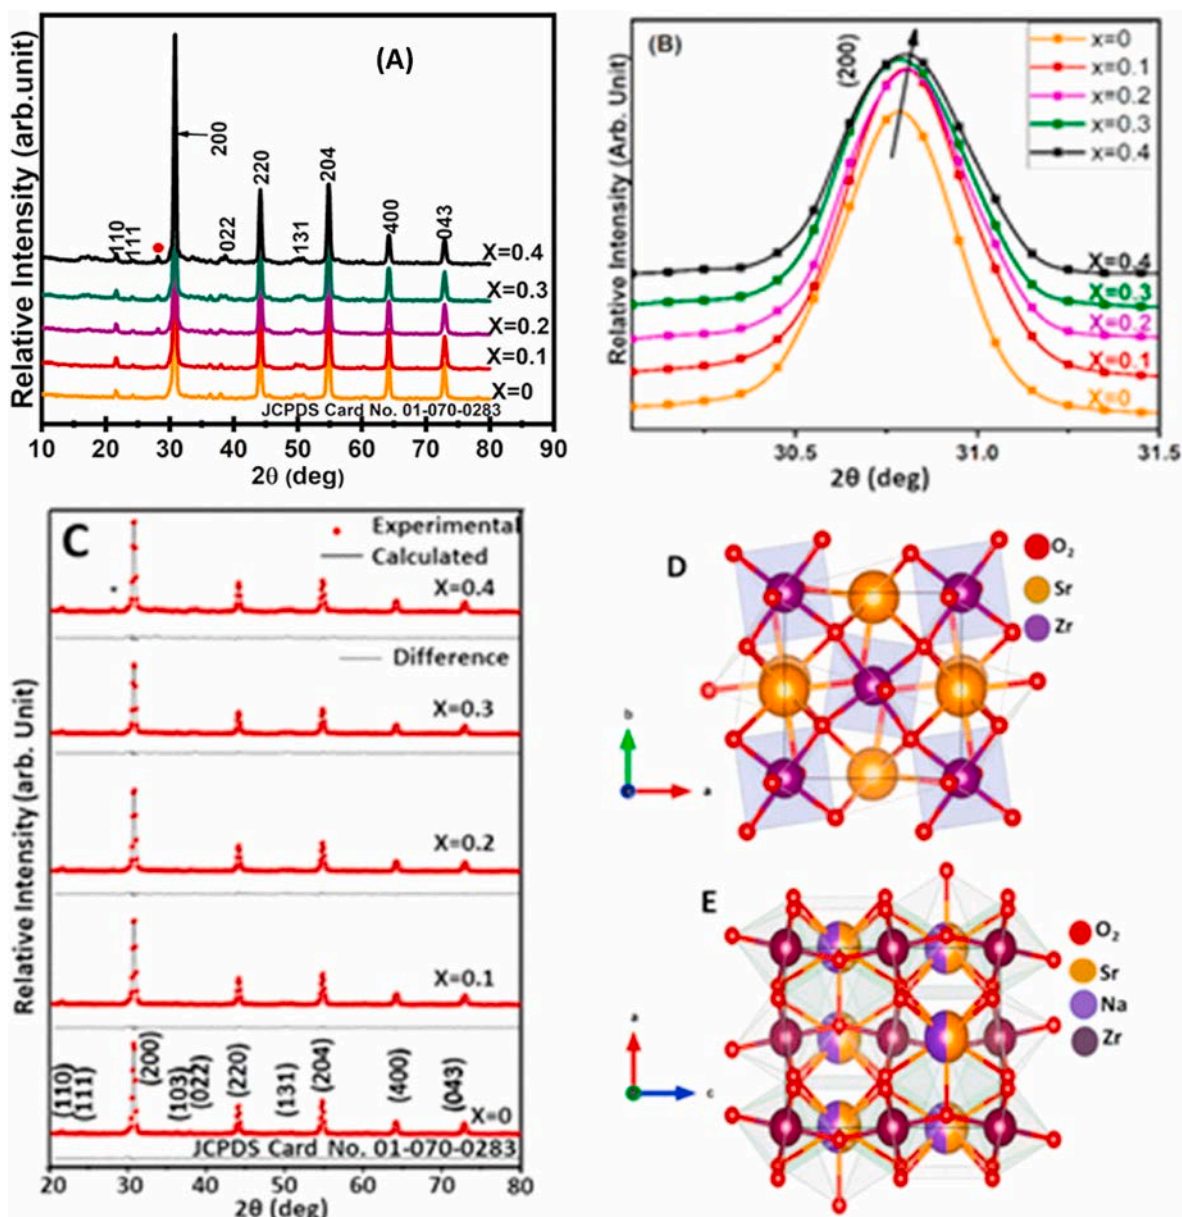 (A)
Relative Intensity (arb.unit)
200
110
111
022
220
131
204
400
043
X=0.4
X=0.3
X=0.2
X=0.1
X=0
JCPDS Card No. 01-070-0283
10 20 30 40 50 60 70 80 90
2θ (deg)
(B)
Relative Intensity (Arb. Unit)
(200)
x=0
x=0.1
x=0.2
x=0.3
x=0.4
X=0.4
X=0.3
X=0.2
X=0.1
X=0
30.5 31.0 31.5
2θ (deg)
C
Relative Intensity (arb. Unit)
Experimental
Calculated
X=0.4
*
Difference
X=0.3
X=0.2
X=0.1
(110)
(111)
(200)
(103)
(022)
(220)
(131)
(204)
(400)
(043)
X=0
JCPDS Card No. 01-070-0283
20 30 40 50 60 70 80
2θ (deg)
D
O2
Sr
Zr
b
a
E
O2
Sr
Na
Zr
a
c